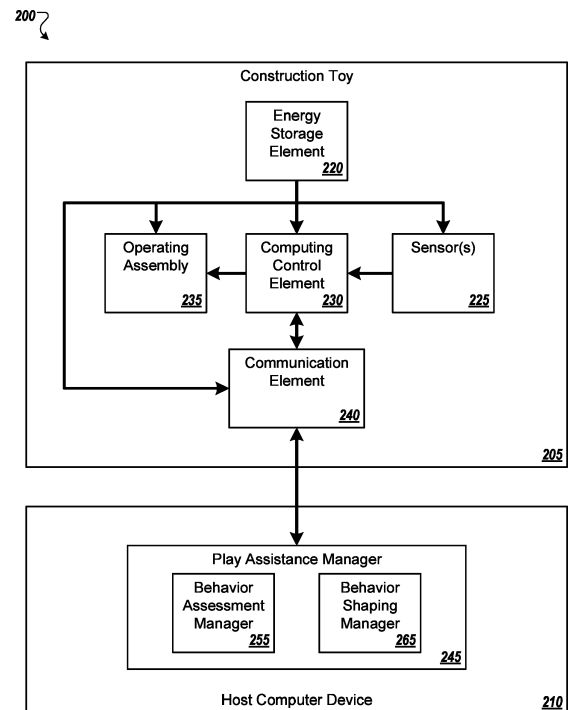 200
Construction Toy
Energy
Storage
Element
220
Operating
Assembly
235
Computing
Control
Element
230
Sensor(s)
225
Communication
Element
240
205
Play Assistance Manager
Behavior
Assessment
Manager
255
Behavior
Shaping
Manager
265
245
Host Computer Device
210